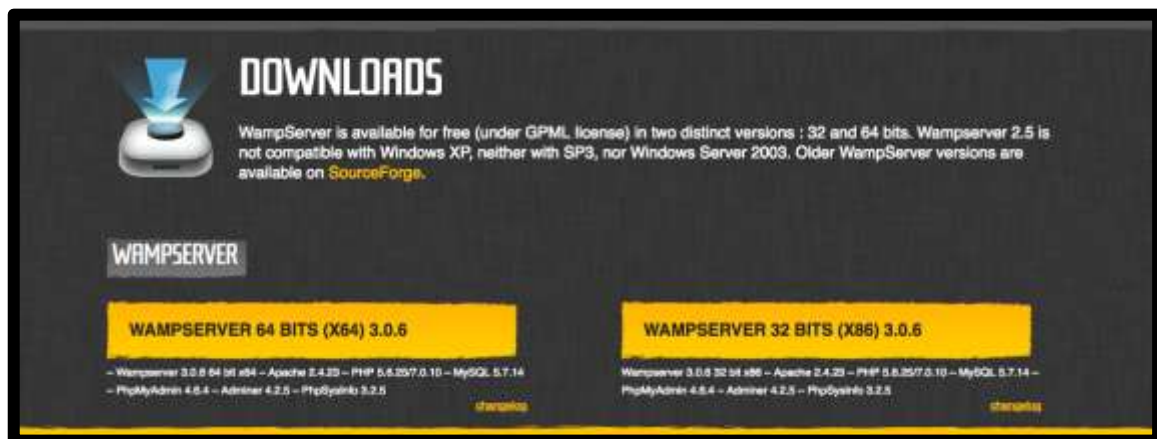 DOWNLOADS
WampServer is available for free (under GPML license) in two distinct versions : 32 and 64 bits. Wampserver 2.5 is
not compatible with Windows XP, neither with SP3, nor Windows Server 2003. Older WampServer versions are
available on SourceForge.
WAMPSERVER
WAMPSERVER 64 BITS (X64) 3.0.6
– Wampserver 3.0.6 64 bit x64 – Apache 2.4.23 – PHP 5.6.25/7.0.10 – MySQL 5.7.14
– PhpMyAdmin 4.6.4 – Adminer 4.2.5 – PhpSysInfo 3.2.5
changelog
WAMPSERVER 32 BITS (X86) 3.0.6
Wampserver 3.0.6 32 bit x86 – Apache 2.4.23 – PHP 5.6.25/7.0.10 – MySQL 5.7.14 –
PhpMyAdmin 4.6.4 – Adminer 4.2.5 – PhpSysInfo 3.2.5
changelog